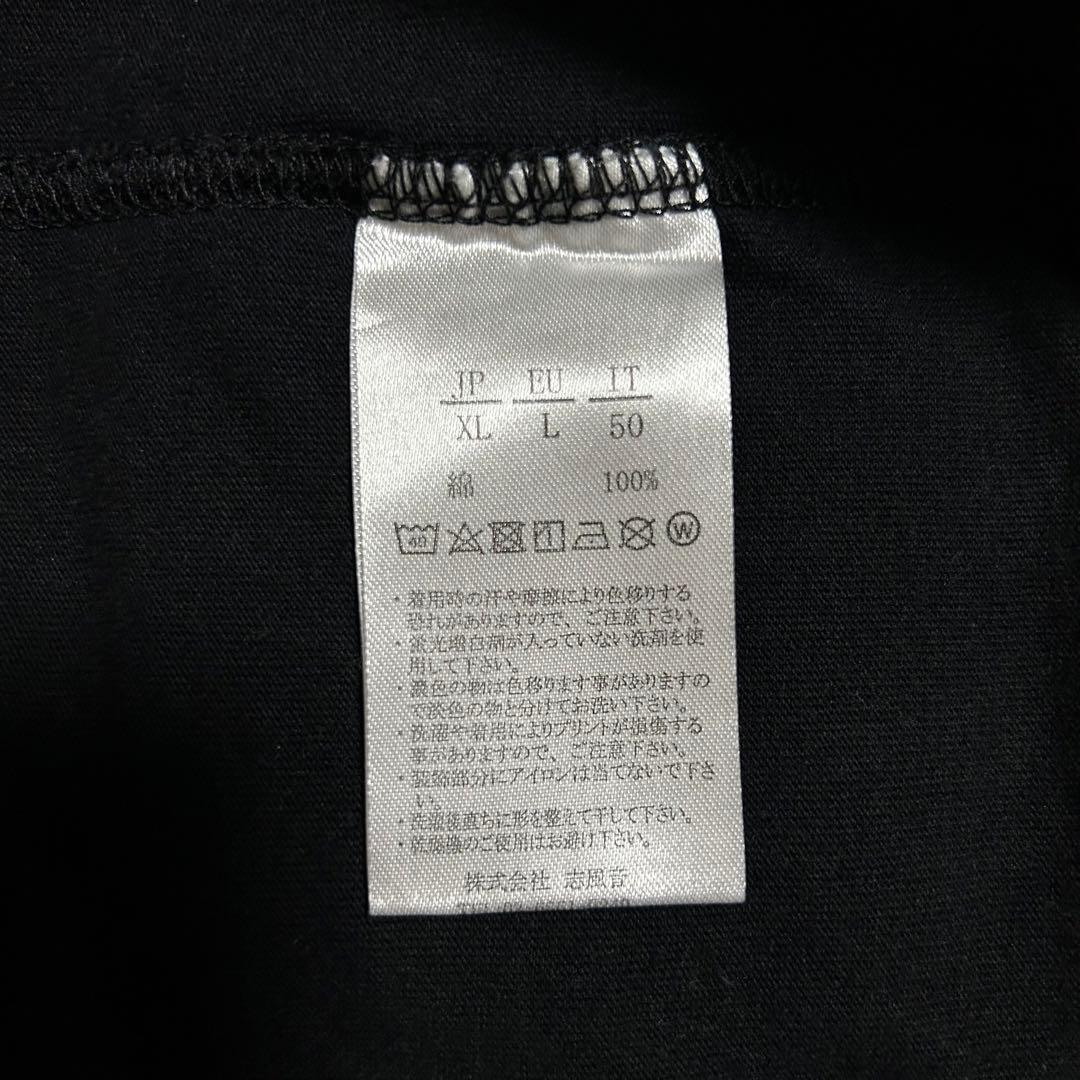 JP EU IT
XL L 50
綿 100%
40 W
・着用時の汗や摩擦により色移りする
恐れがありますので、ご注意下さい。
・蛍光増白剤が入っていない洗剤を使
用して下さい。
・濃色の物は色移ります事がありますの
で淡色の物と分けてお洗い下さい。
・洗濯や着用によりプリントが損傷する
事がありますので、ご注意下さい。
・装飾部分にアイロンは当てないで下さ
い。
・洗濯後直ちに形を整えて干して下さい。
・乾燥機のご使用はお避け下さい。
株式会社 志風音